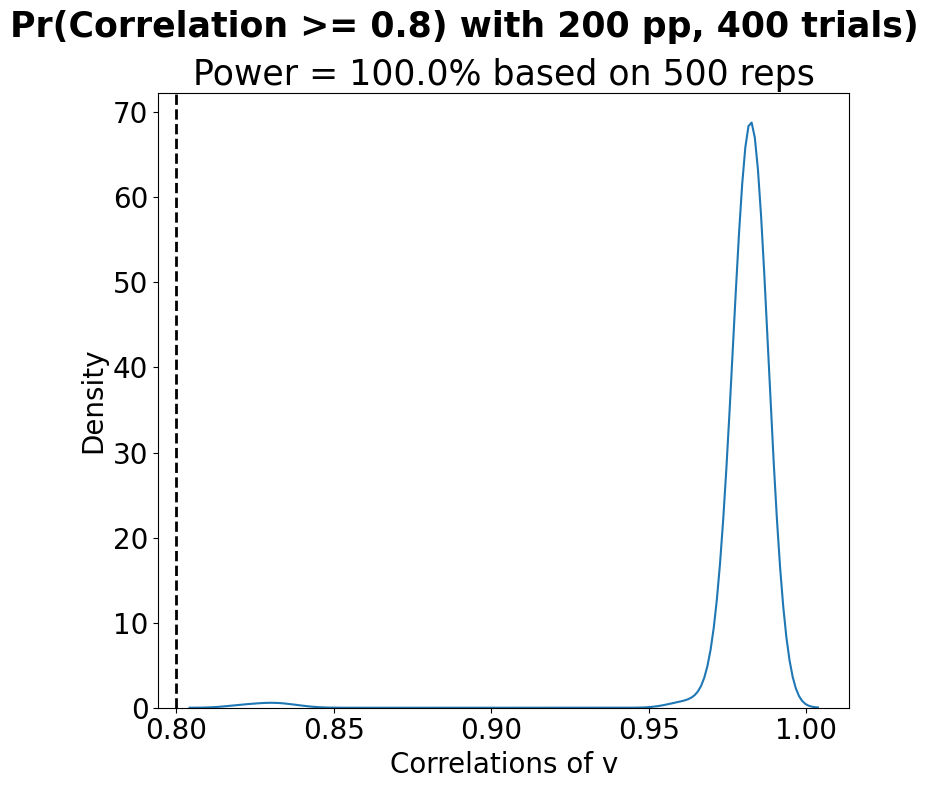 Pr(Correlation >= 0.8) with 200 pp, 400 trials)
Power = 100.0% based on 500 reps
70
60
50
40
30
20
10
0
Density
0.80 0.85 0.90 0.95 1.00
Correlations of v